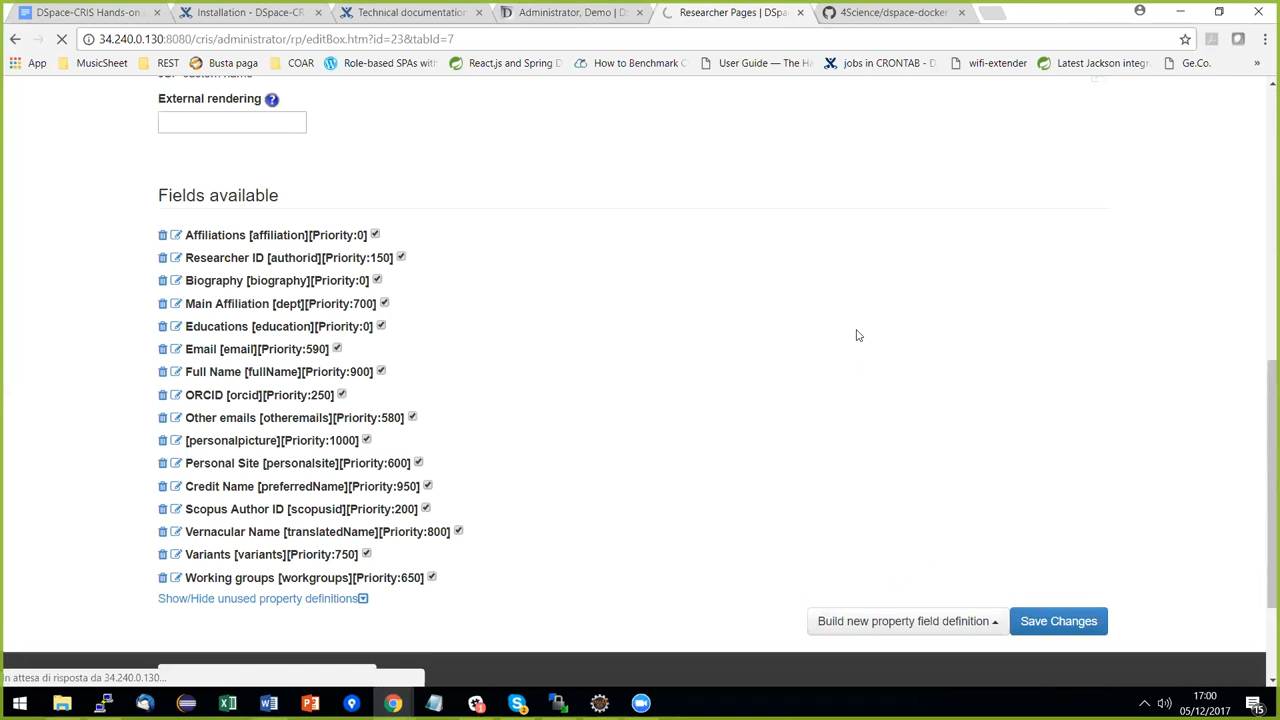 DSpace-CRIS Hands-on
Installation - DSpace-CR
Technical documentation
Administrator, Demo | D
Researcher Pages | DSpa
4Science/dspace-docker
34.240.0.130:8080/cris/administrator/rp/editBox.htm?id=23&tabId=7
App
MusicSheet
REST
Busta paga
COAR
Role-based SPAs with
React.js and Spring D
How to Benchmark C
User Guide — The Ha
jobs in CRONTAB - D
wifi-extender
Latest Jackson integr
Ge.Co.
External rendering
Fields available
Affiliations [affiliation][Priority:0]
Researcher ID [authorid][Priority:150]
Biography [biography][Priority:0]
Main Affiliation [dept][Priority:700]
Educations [education][Priority:0]
Email [email][Priority:590]
Full Name [fullName][Priority:900]
ORCID [orcid][Priority:250]
Other emails [otheremails][Priority:580]
[personalpicture][Priority:1000]
Personal Site [personalsite][Priority:600]
Credit Name [preferredName][Priority:950]
Scopus Author ID [scopusid][Priority:200]
Vernacular Name [translatedName][Priority:800]
Variants [variants][Priority:750]
Working groups [workgroups][Priority:650]
Show/Hide unused property definitions
Build new property field definition
Save Changes
In attesa di risposta da 34.240.0.130...
17:00
05/12/2017
15